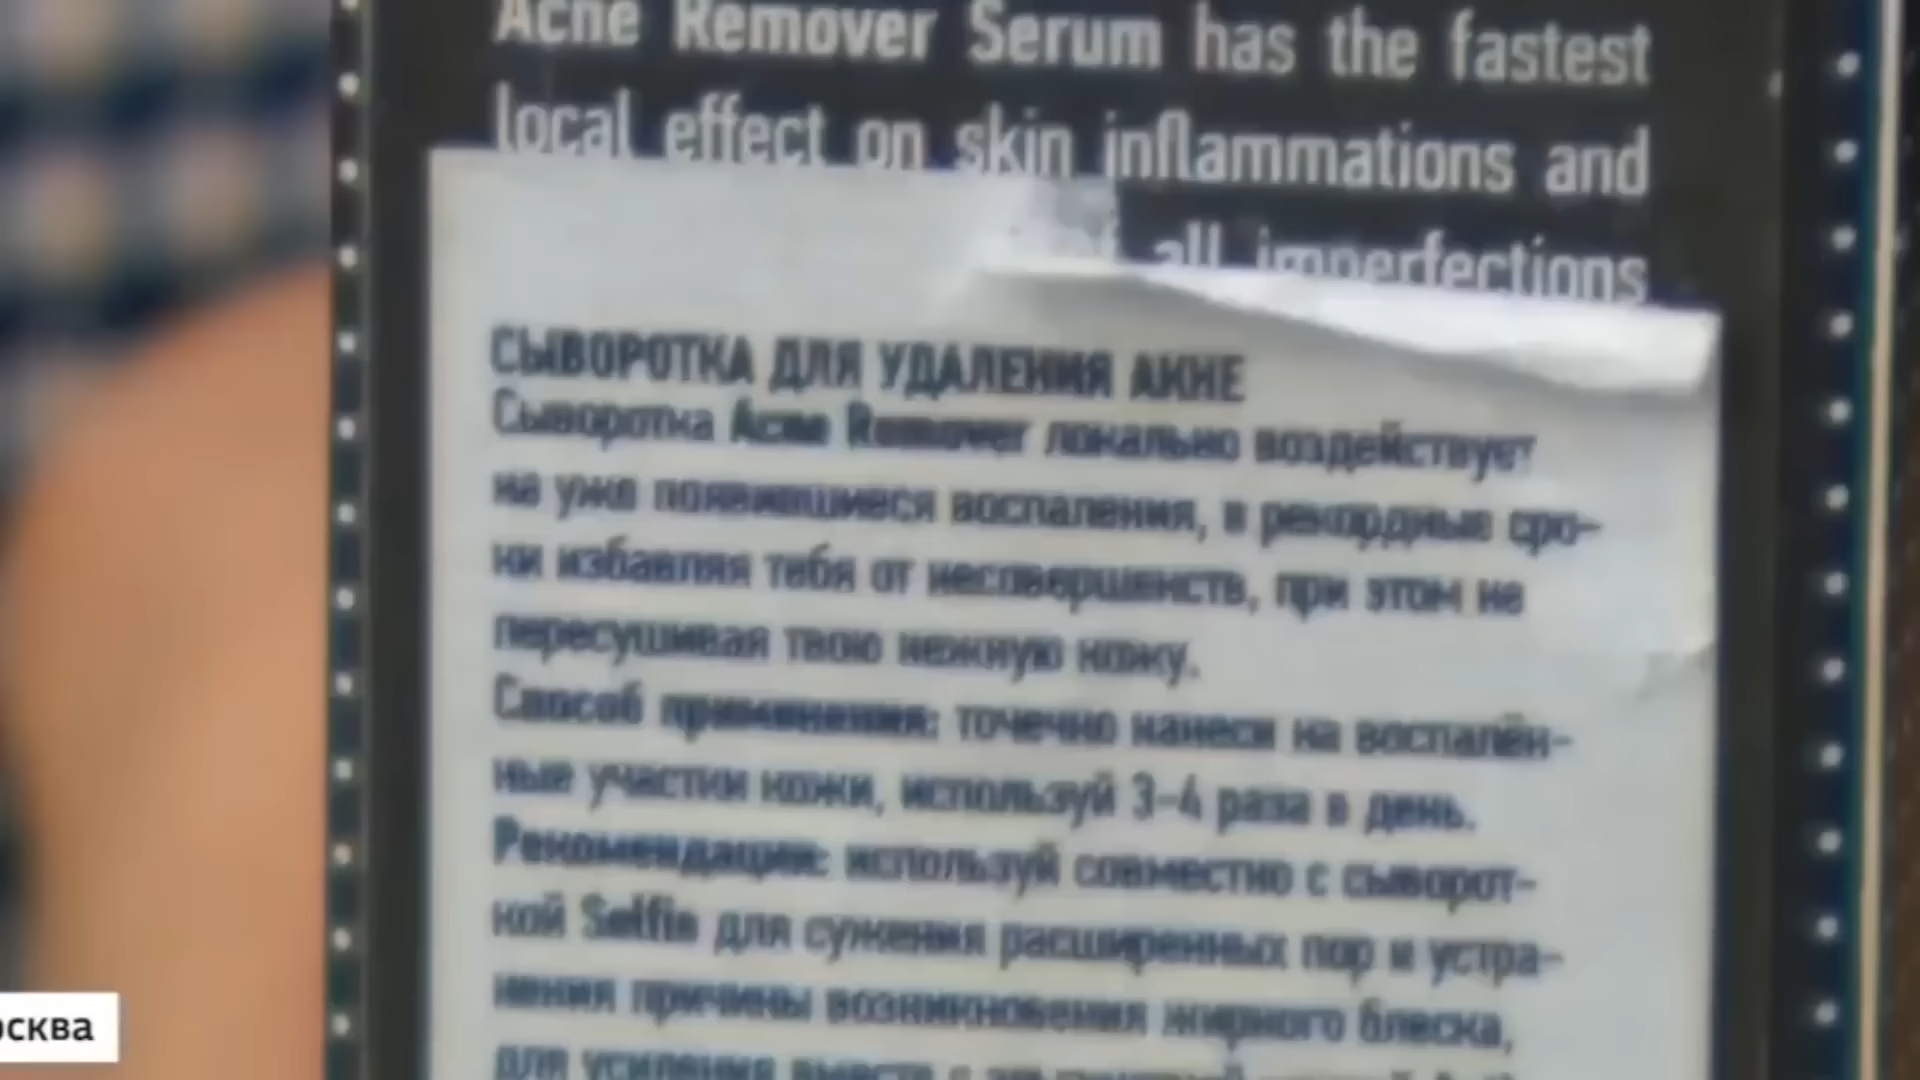 Acne Remover Serum has the fastest
local effect on skin inflammations and
all imperfections
СЫВОРОТКА ДЛЯ УДАЛЕНИЯ АКНЕ
Сыворотка Acne Remover локально воздействует
на уже появившиеся воспаления, в рекордные сро-
ки избавляя тебя от несовершенств, при этом не
пересушивая твою нежную кожу.
Способ применения: точечно нанеси на воспалён-
ные участки кожи, используй 3-4 раза в день.
Рекомендации: используй совместно с сыворот-
кой Selfie для сужения расширенных пор и устра-
нения причины возникновения жирного блеска,
для усиления вместе с
осква